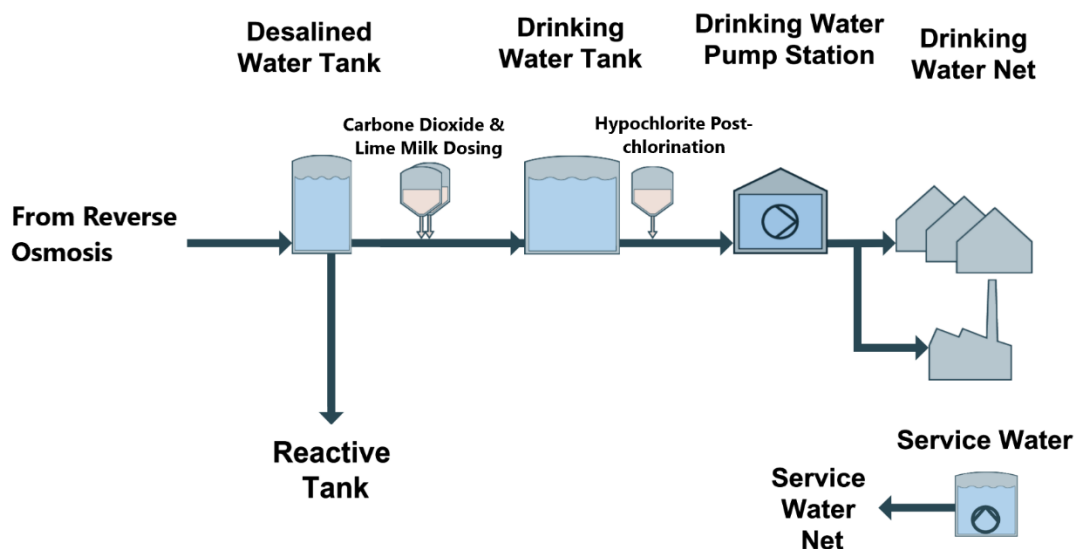 Desalined
Water Tank
Drinking
Water Tank
Drinking Water
Pump Station
Drinking
Water Net
Carbone Dioxide &
Lime Milk Dosing
Hypochlorite Post-
chlorination
From Reverse
Osmosis
Reactive
Tank
Service Water
Service
Water
Net